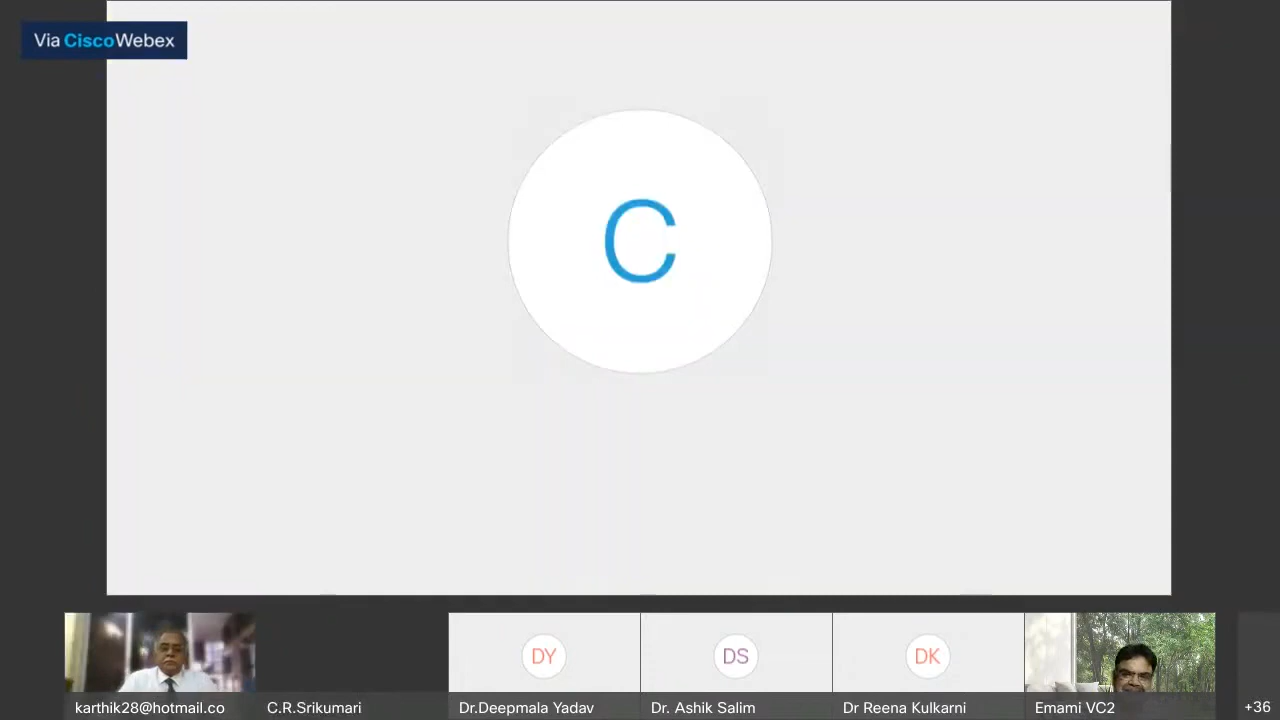 Via CiscoWebex
C
DY
DS
DK
karthik28@hotmail.co
C.R.Srikumari
Dr.Deepmala Yadav
Dr. Ashik Salim
Dr Reena Kulkarni
Emami VC2
+36